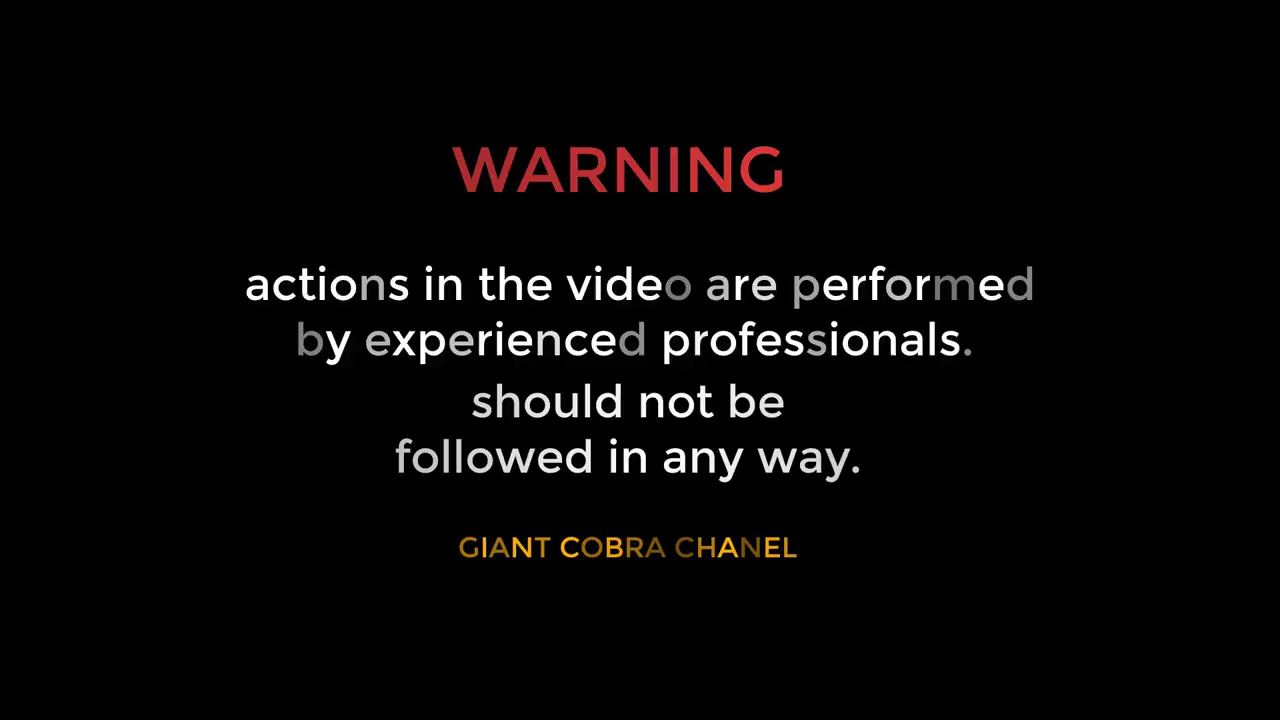 WARNING
actions in the video are performed
by experienced professionals.
should not be
followed in any way.
GIANT COBRA CHANEL